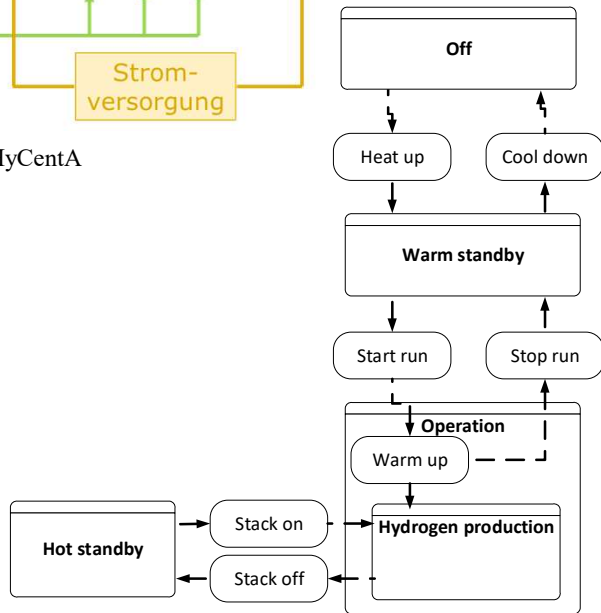 Strom-
versorgung
Off
Heat up
Cool down
Warm standby
Start run
Stop run
Operation
Warm up
Stack on
Hydrogen production
Hot standby
Stack off